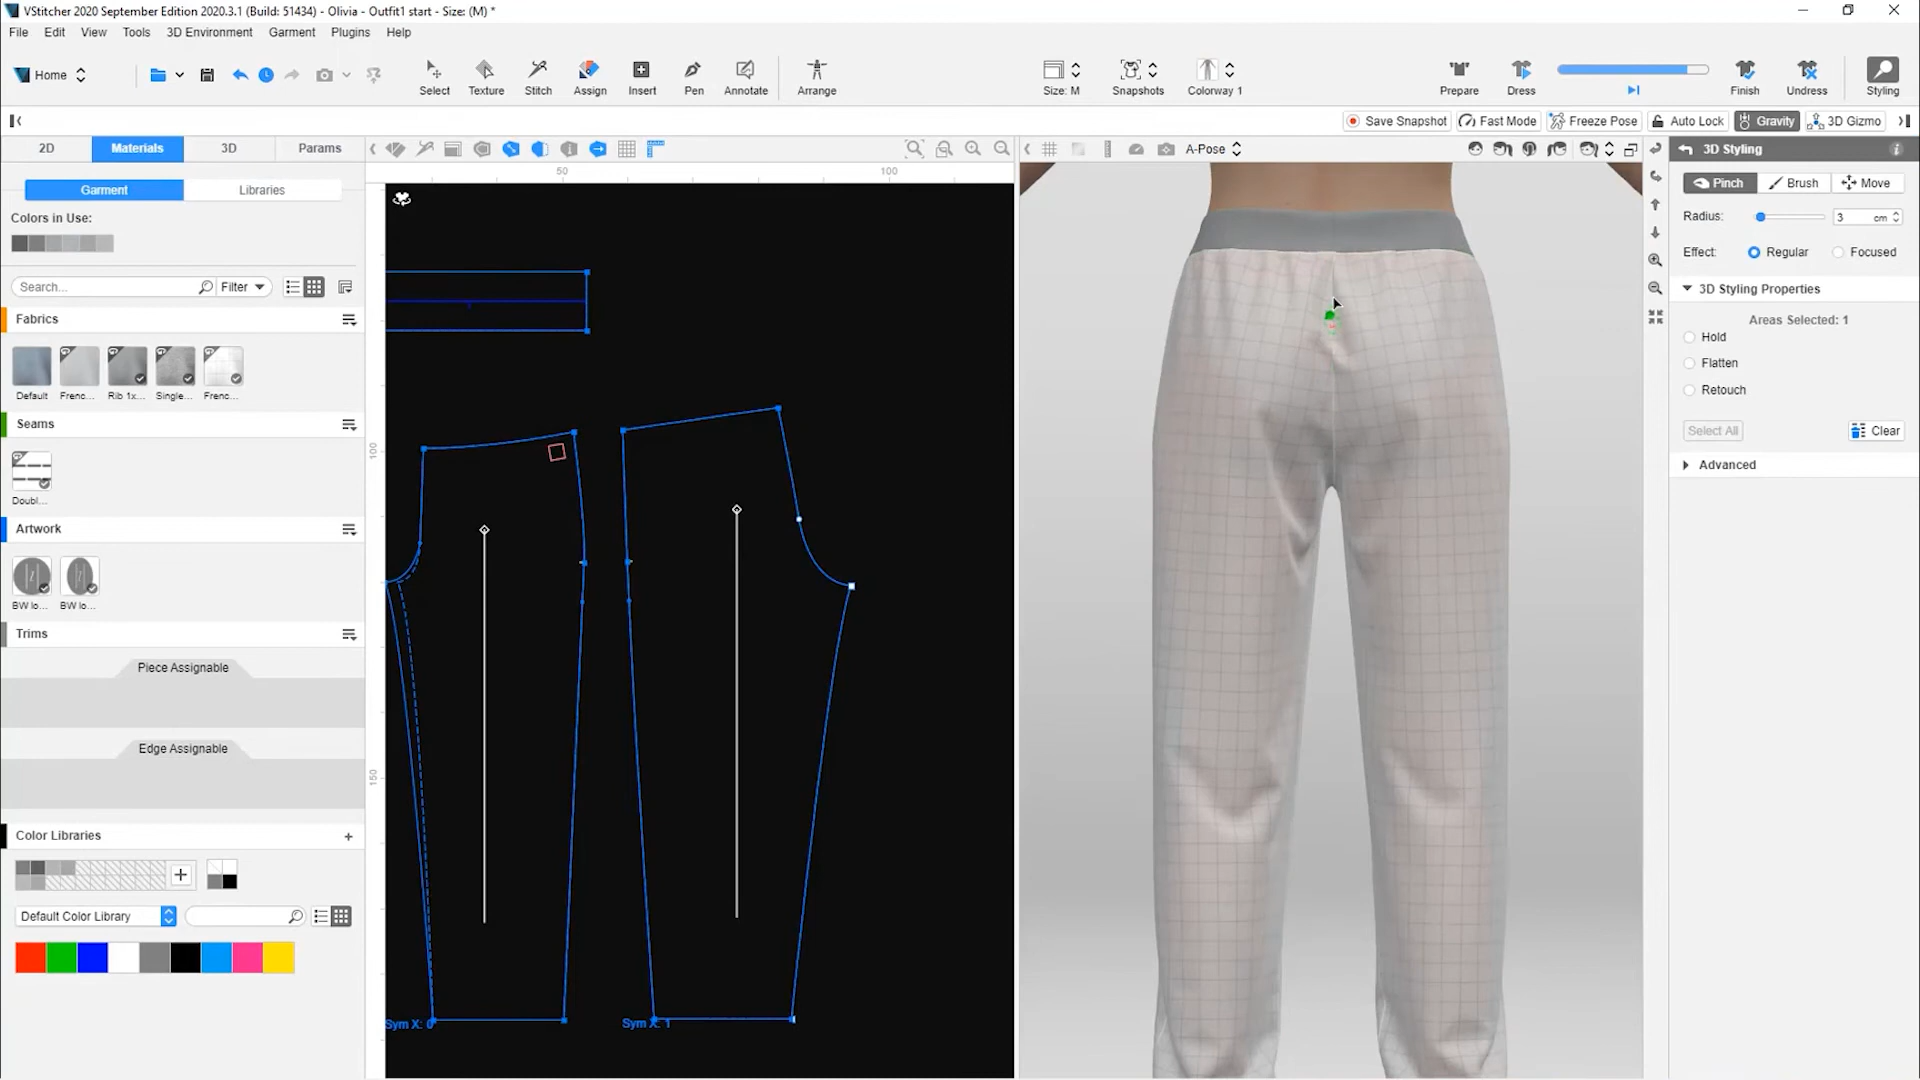 VStitcher 2020 September Edition 2020.3.1 (Build: 51434) - Olivia - Outfit1 start - Size: (M) *
File Edit View Tools 3D Environment Garment Plugins Help
Home
Select Texture Stitch Assign Insert Pen Annotate Arrange Size: M Snapshots Colorway 1 Prepare Dress Finish Undress Styling
Save Snapshot Fast Mode Freeze Pose Auto Lock Gravity 3D Gizmo
2D Materials 3D Params
A-Pose
3D Styling
50 100
Garment Libraries
Pinch Brush Move
Colors in Use:
Radius: 3 cm
Effect: Regular Focused
Search... Filter
3D Styling Properties
Fabrics
Areas Selected: 1
Hold
Flatten
Retouch
Default Frenc... Rib 1x... Single... Frenc...
Seams
Select All Clear
100
Advanced
Doubl...
Artwork
BW lo... BW lo...
Trims
Piece Assignable
Edge Assignable
150
Color Libraries
Default Color Library
Sym X: 0 Sym X: 1